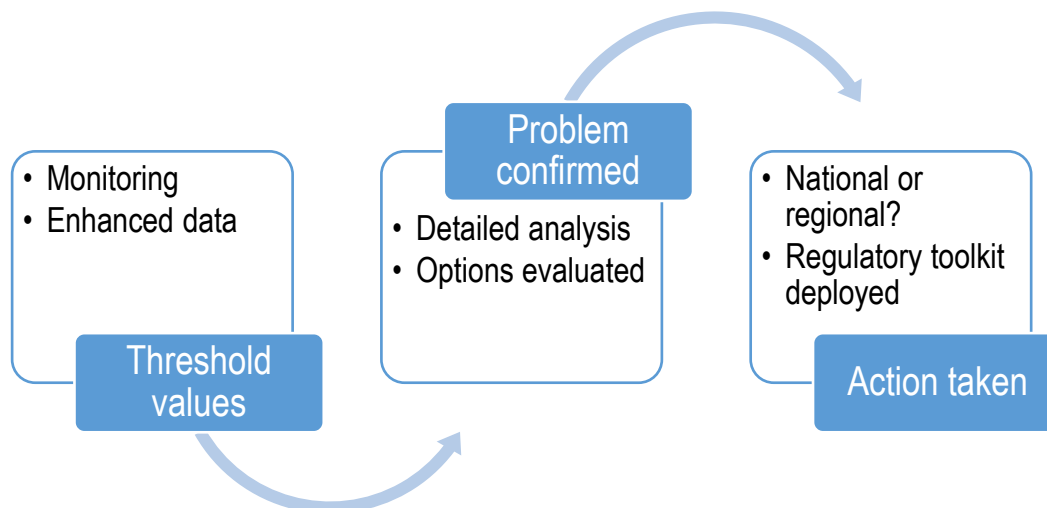 • Monitoring
• Enhanced data
Threshold
values
Problem
confirmed
• Detailed analysis
• Options evaluated
• National or
regional?
• Regulatory toolkit
deployed
Action taken